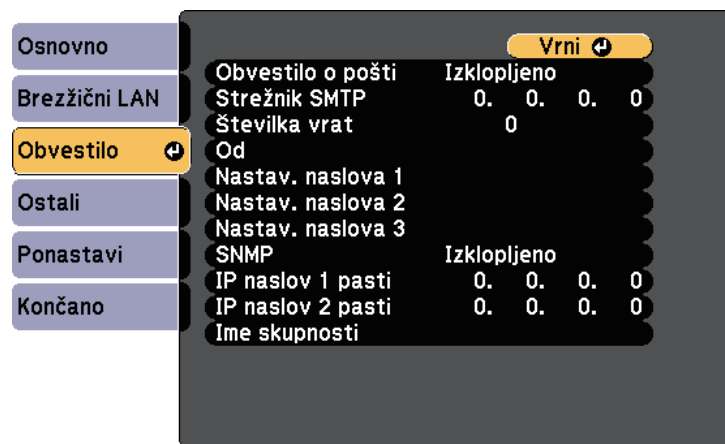 Osnovno
Brezžični LAN
Obvestilo
Ostali
Ponastavi
Končano
Vrni
Obvestilo o pošti Izklopljeno
Strežnik SMTP 0. 0. 0. 0
Številka vrat 0
Od
Nastav. naslova 1
Nastav. naslova 2
Nastav. naslova 3
SNMP Izklopljeno
IP naslov 1 pasti 0. 0. 0. 0
IP naslov 2 pasti 0. 0. 0. 0
Ime skupnosti